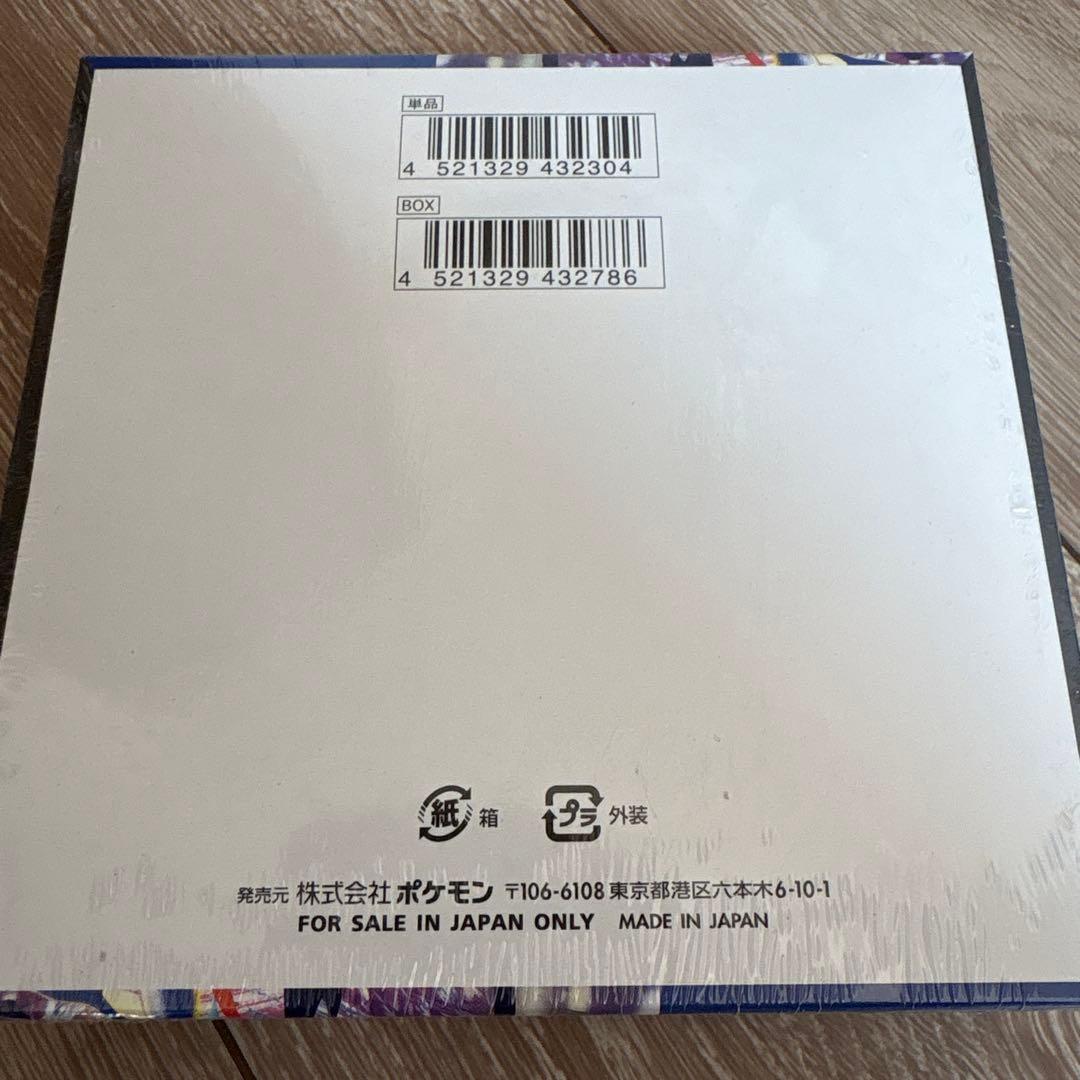 単品
4 521329 432304
BOX
4 521329 432786
紙 箱 プラ 外装
発売元 株式会社 ポケモン 〒106-6108 東京都港区六本木6-10-1
FOR SALE IN JAPAN ONLY MADE IN JAPAN